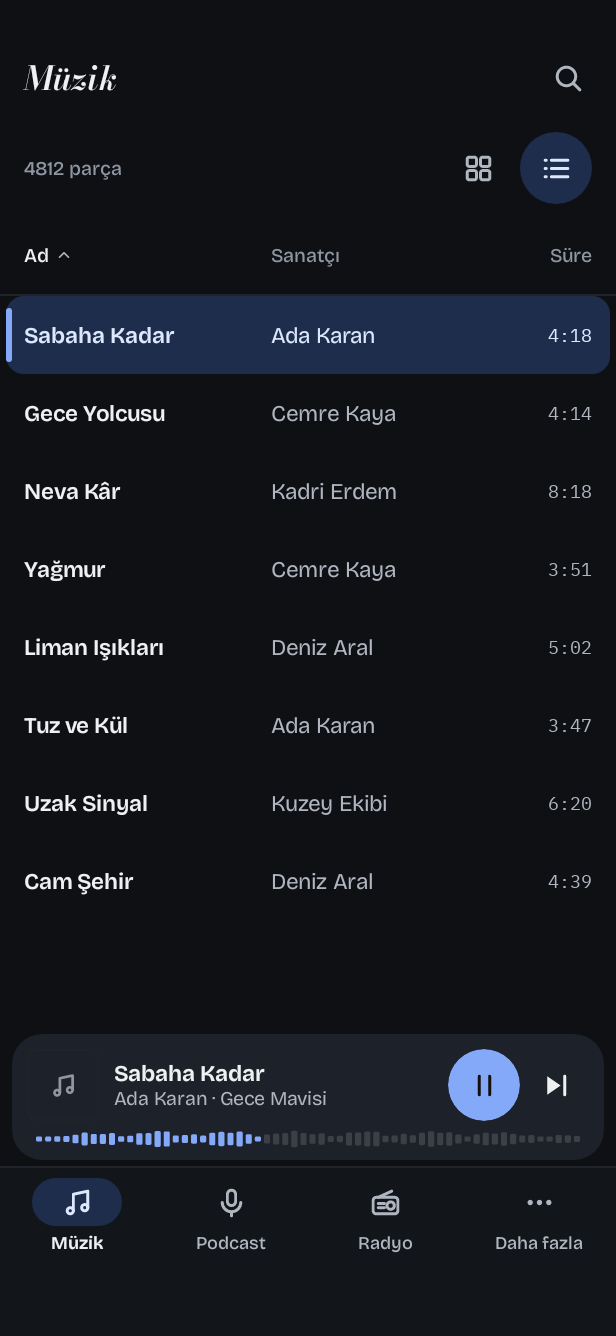 Müzik
4812 parça
Ad Sanatçı Süre
Sabaha Kadar Ada Karan 4:18
Gece Yolcusu Cemre Kaya 4:14
Neva Kâr Kadri Erdem 8:18
Yağmur Cemre Kaya 3:51
Liman Işıkları Deniz Aral 5:02
Tuz ve Kül Ada Karan 3:47
Uzak Sinyal Kuzey Ekibi 6:20
Cam Şehir Deniz Aral 4:39
Sabaha Kadar
Ada Karan · Gece Mavisi
Müzik Podcast Radyo Daha fazla